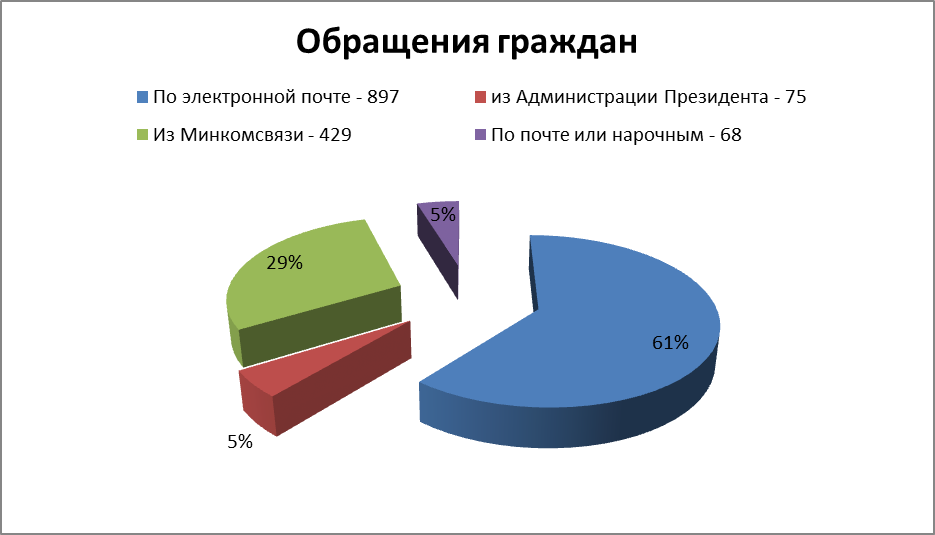 Обращения граждан
По электронной почте - 897
из Администрации Президента - 75
Из Минкомсвязи - 429
По почте или нарочным - 68
5%
29%
61%
5%